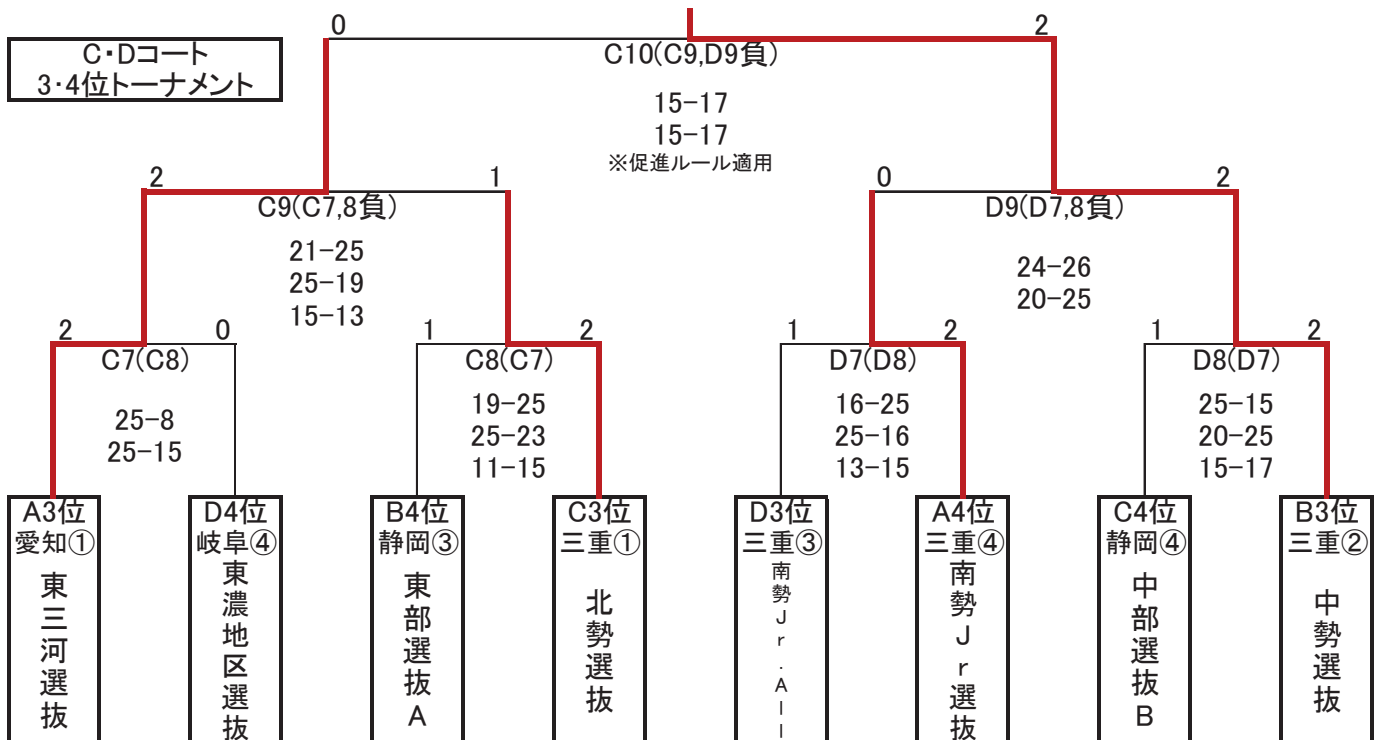 C・Dコート
3・4位トーナメント
0
2
C10(C9,D9負)
15-17
15-17
※促進ルール適用
2
1
C9(C7,8負)
21-25
25-19
15-13
0
2
D9(D7,8負)
24-26
20-25
2
0
C7(C8)
25-8
25-15
1
2
C8(C7)
19-25
25-23
11-15
1
2
D7(D8)
16-25
25-16
13-15
1
2
D8(D7)
25-15
20-25
15-17
A3位
愛知①
東三河選抜
D4位
岐阜④
東濃地区選抜
B4位
静岡③
東部選抜A
C3位
三重①
北勢選抜
D3位
三重③
南勢Jr.All
A4位
三重④
南勢Jr選抜
C4位
静岡④
中部選抜B
B3位
三重②
中勢選抜